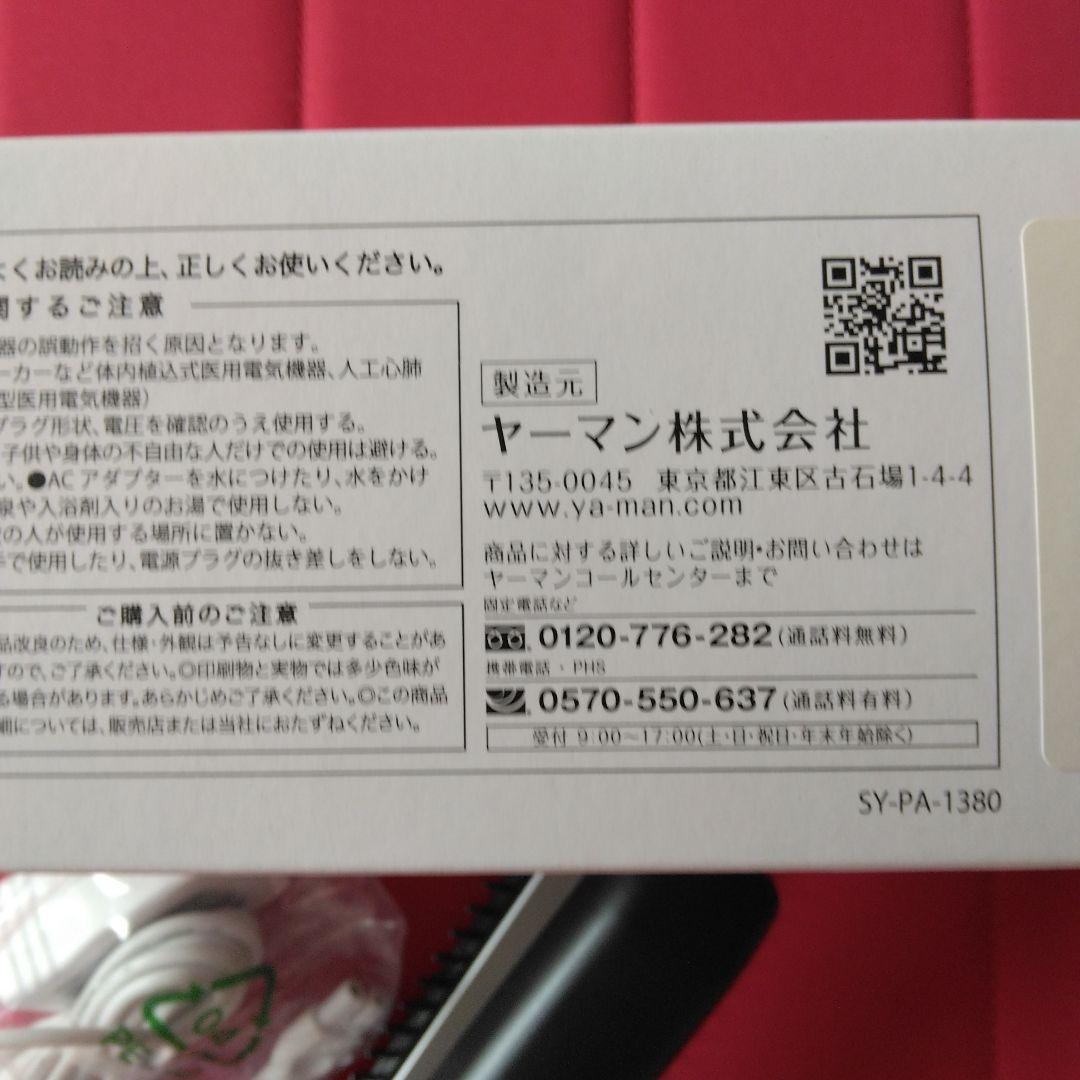 よくお読みの上、正しくお使いください。
関するご注意
器の誤動作を招く原因となります。
ーカーなど体内植込式医用電気機器、人工心肺
型医用電気機器）
プラグ形状、電圧を確認のうえ使用する。
子供や身体の不自由な人だけでの使用は避ける。
い。●ACアダプターを水につけたり、水をかけ
泉や入浴剤入りのお湯で使用しない。
の人が使用する場所に置かない。
手で使用したり、電源プラグの抜き差しをしない。
ご購入前のご注意
品改良のため、仕様・外観は予告なしに変更することがあ
すので、ご了承ください。◎印刷物と実物では多少色味が
る場合があります。あらかじめご了承ください。◎この商品
細については、販売店または当社におたずねください。
製造元
ヤーマン株式会社
〒135-0045 東京都江東区古石場1-4-4
www.ya-man.com
商品に対する詳しいご説明・お問い合わせは
ヤーマンコールセンターまで
固定電話など
0120-776-282(通話料無料)
携帯電話・PHS
0570-550-637(通話料有料)
受付 9:00～17:00(土・日・祝日・年末年始除く)
SY-PA-1380